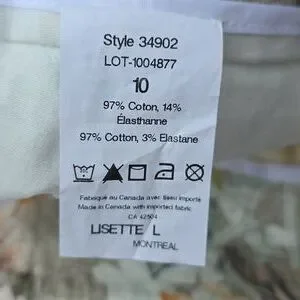 Style 34902
LOT-1004877
10
97% Coton, 14%
Élasthanne
97% Cotton, 3% Elastane
Fabriqué au Canada avec tissu importé
Made in Canada with imported fabric
CA 42504
LISETTE L
MONTREAL